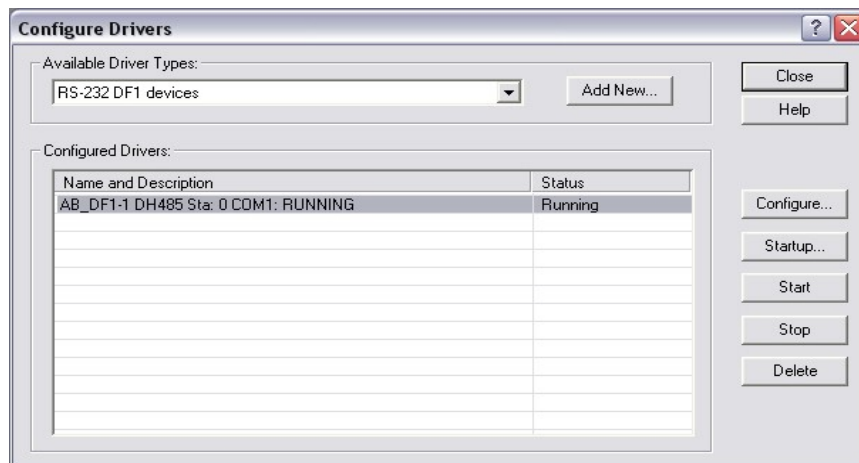 Configure Drivers
?
X
Available Driver Types:
RS-232 DF1 devices
Add New...
Close
Help
Configured Drivers:
Name and Description Status
AB_DF1-1 DH485 Sta: 0 COM1: RUNNING Running
Configure...
Startup...
Start
Stop
Delete